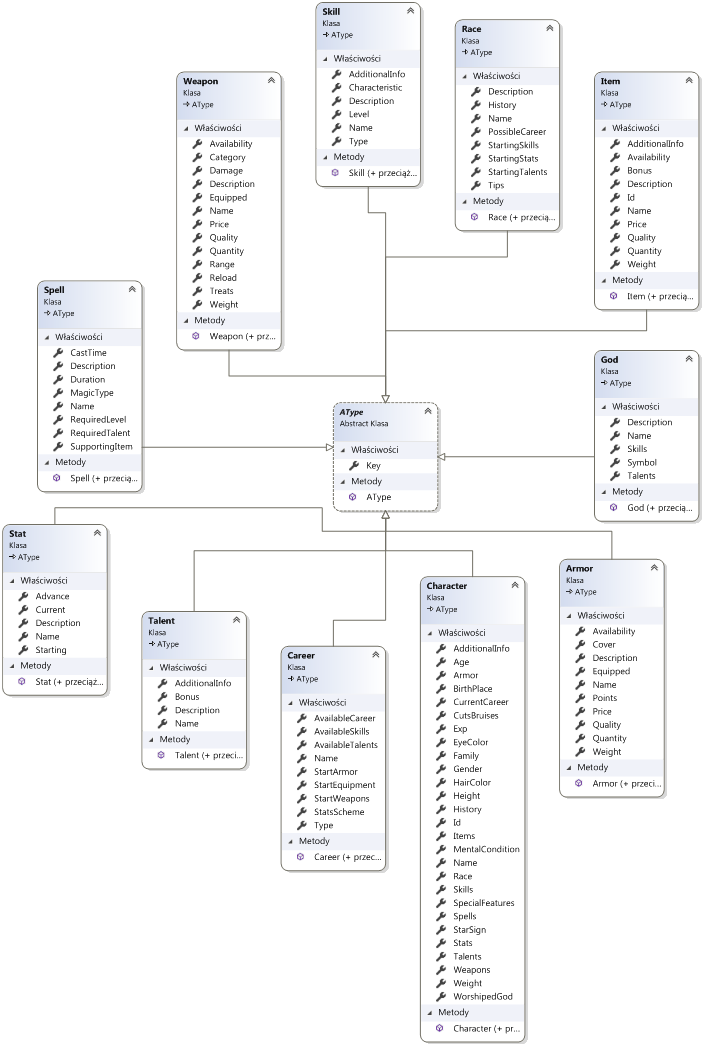 Skill
Klasa
AType
Właściwości
AdditionalInfo
Characteristic
Description
Level
Name
Type
Metody
Skill (+ przeciąż...
Race
Klasa
AType
Właściwości
Description
History
Name
PossibleCareer
StartingSkills
StartingStats
StartingTalents
Tips
Metody
Race (+ przecią...
Weapon
Klasa
AType
Właściwości
Availability
Category
Damage
Description
Equipped
Name
Price
Quality
Quantity
Range
Reload
Treats
Weight
Metody
Weapon (+ prz...
Item
Klasa
AType
Właściwości
AdditionalInfo
Availability
Bonus
Description
Id
Name
Price
Quality
Quantity
Weight
Metody
Item (+ przecią...
Spell
Klasa
AType
Właściwości
CastTime
Description
Duration
MagicType
Name
RequiredLevel
RequiredTalent
SupportingItem
Metody
Spell (+ przecią...
God
Klasa
AType
Właściwości
Description
Name
Skills
Symbol
Talents
Metody
God (+ przecią...
AType
Abstract Klasa
Właściwości
Key
Metody
AType
Stat
Klasa
AType
Właściwości
Advance
Current
Description
Name
Starting
Metody
Stat (+ przeciąż...
Talent
Klasa
AType
Właściwości
AdditionalInfo
Bonus
Description
Name
Metody
Talent (+ przeci...
Career
Klasa
AType
Właściwości
AvailableCareer
AvailableSkills
AvailableTalents
Name
StartArmor
StartEquipment
StartWeapons
StatsScheme
Type
Metody
Career (+ przec...
Character
Klasa
AType
Właściwości
AdditionalInfo
Age
Armor
BirthPlace
CurrentCareer
CutsBruises
Exp
EyeColor
Family
Gender
HairColor
Height
History
Id
Items
MentalCondition
Name
Race
Skills
SpecialFeatures
Spells
StarSign
Stats
Talents
Weapons
Weight
WorshipedGod
Metody
Character (+ pr...
Armor
Klasa
AType
Właściwości
Availability
Cover
Description
Equipped
Name
Points
Price
Quality
Quantity
Weight
Metody
Armor (+ przeci...